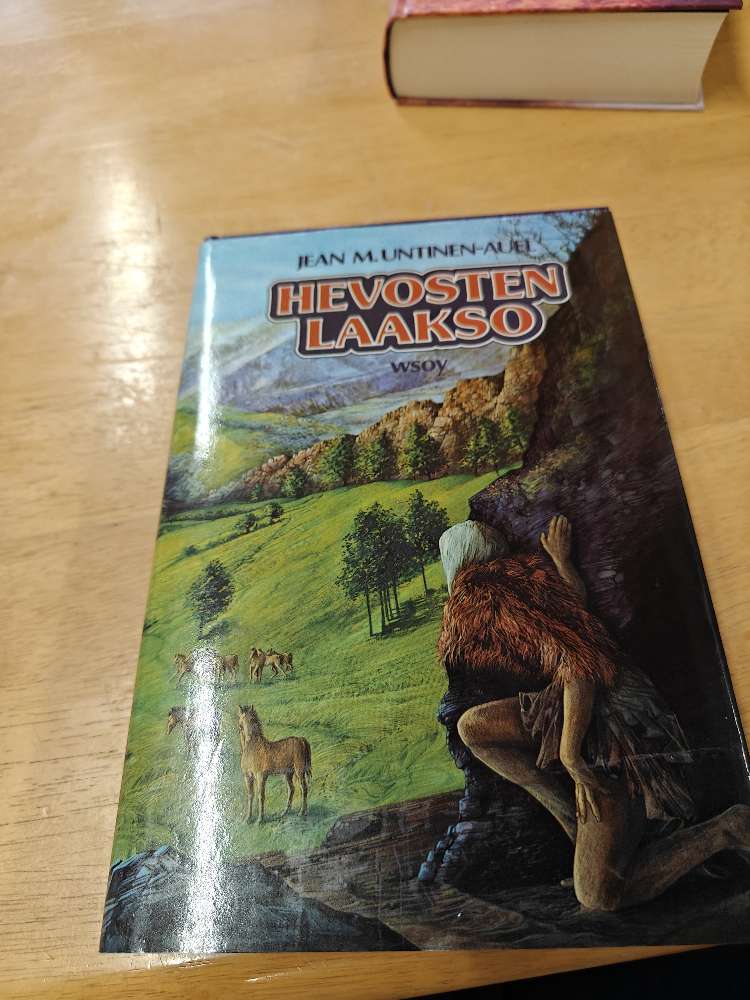 JEAN M. UNTINEN-AUEL
HEVOSTEN
LAAKSO
wsoy